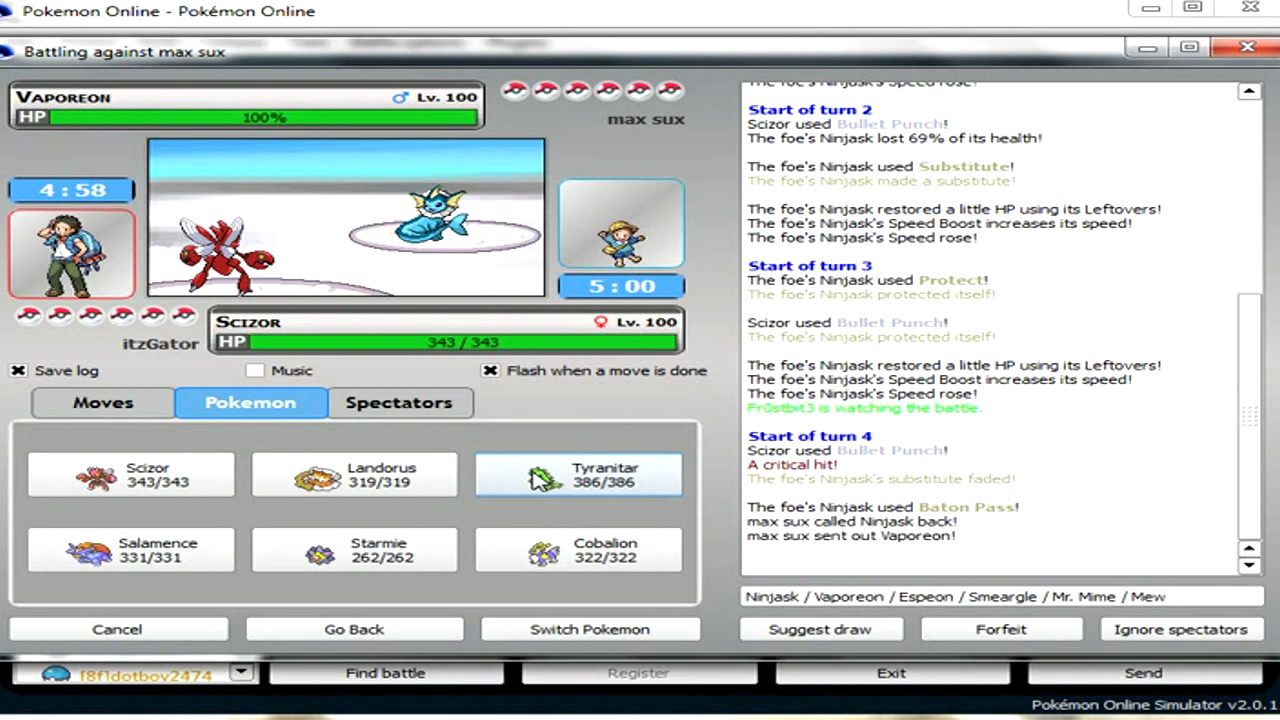 Pokemon Online - Pokémon Online
Battling against max sux
VAPOREON ♂ Lv. 100
HP 100%
max sux
4:58
5:00
SCIZOR ♀ Lv. 100
HP 343 / 343
itzGator
Save log
Music
Flash when a move is done
Moves
Pokemon
Spectators
Scizor
343/343
Landorus
319/319
Tyranitar
386/386
Salamence
331/331
Starmie
262/262
Cobalion
322/322
Cancel
Go Back
Switch Pokemon
The foe's Ninjask's Speed rose!
Start of turn 2
Scizor used Bullet Punch!
The foe's Ninjask lost 69% of its health!
The foe's Ninjask used Substitute!
The foe's Ninjask made a substitute!
The foe's Ninjask restored a little HP using its Leftovers!
The foe's Ninjask's Speed Boost increases its speed!
The foe's Ninjask's Speed rose!
Start of turn 3
The foe's Ninjask used Protect!
The foe's Ninjask protected itself!
Scizor used Bullet Punch!
The foe's Ninjask protected itself!
The foe's Ninjask restored a little HP using its Leftovers!
The foe's Ninjask's Speed Boost increases its speed!
The foe's Ninjask's Speed rose!
Fr0stbit3 is watching the battle.
Start of turn 4
Scizor used Bullet Punch!
A critical hit!
The foe's Ninjask's substitute faded!
The foe's Ninjask used Baton Pass!
max sux called Ninjask back!
max sux sent out Vaporeon!
Ninjask / Vaporeon / Espeon / Smeargle / Mr. Mime / Mew
Suggest draw
Forfeit
Ignore spectators
Find battle
Register
Exit
Send
Pokémon Online Simulator v2.0.1